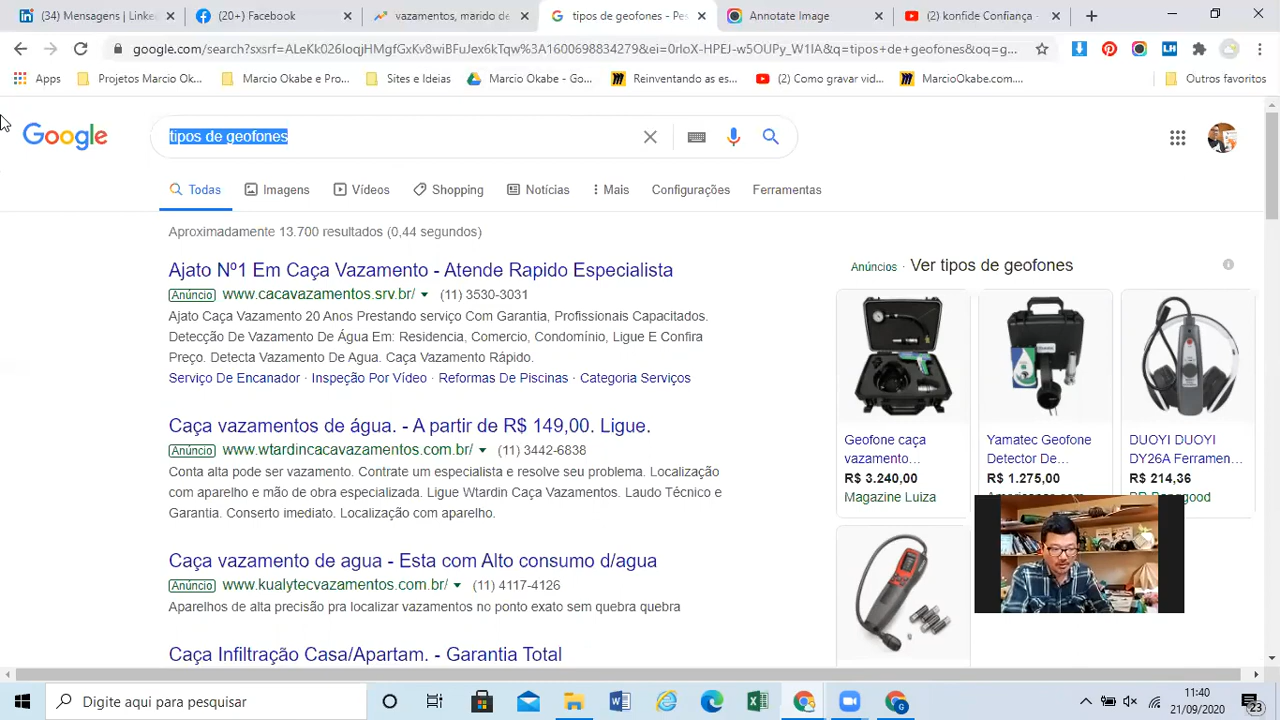 (34) Mensagens | Linke
(20+) Facebook
vazamentos, marido de
tipos de geofones - Pes
Annotate Image
(2) konfide Confiança -
google.com/search?sxsrf=ALeKk026IoqjHMgfGxKv8wiBFuJex6kTqw%3A1600698834279&ei=0rloX-HPEJ-w5OUPy_W1IA&q=tipos+de+geofones&oq=g...
Apps
Projetos Marcio Ok...
Marcio Okabe e Pro...
Sites e Ideias
Marcio Okabe - Go...
Reinventando as es...
(2) Como gravar vid...
MarcioOkabe.com....
Outros favoritos
Google
tipos de geofones
Todas
Imagens
Vídeos
Shopping
Notícias
Mais
Configurações
Ferramentas
Aproximadamente 13.700 resultados (0,44 segundos)
Ajato Nº1 Em Caça Vazamento - Atende Rapido Especialista
Anúncio www.cacavazamentos.srv.br/ (11) 3530-3031
Ajato Caça Vazamento 20 Anos Prestando serviço Com Garantia, Profissionais Capacitados.
Detecção De Vazamento De Água Em: Residencia, Comercio, Condomínio, Ligue E Confira
Preço. Detecta Vazamento De Agua. Caça Vazamento Rápido.
Serviço De Encanador · Inspeção Por Vídeo · Reformas De Piscinas · Categoria Serviços
Caça vazamentos de água. - A partir de R$ 149,00. Ligue.
Anúncio www.wtardincacavazamentos.com.br/ (11) 3442-6838
Conta alta pode ser vazamento. Contrate um especialista e resolve seu problema. Localização
com aparelho e mão de obra especializada. Ligue Wtardin Caça Vazamentos. Laudo Técnico e
Garantia. Conserto imediato. Localização com aparelho.
Caça vazamento de agua - Esta com Alto consumo d/agua
Anúncio www.kualytecvazamentos.com.br/ (11) 4117-4126
Aparelhos de alta precisão pra localizar vazamentos no ponto exato sem quebra quebra
Caça Infiltração Casa/Apartam. - Garantia Total
Anúncios · Ver tipos de geofones
Geofone caça
vazamento...
R$ 3.240,00
Magazine Luiza
Yamatec Geofone
Detector De...
R$ 1.275,00
DUOYI DUOYI
DY26A Ferramen...
R$ 214,36
Digite aqui para pesquisar
11:40
21/09/2020
23